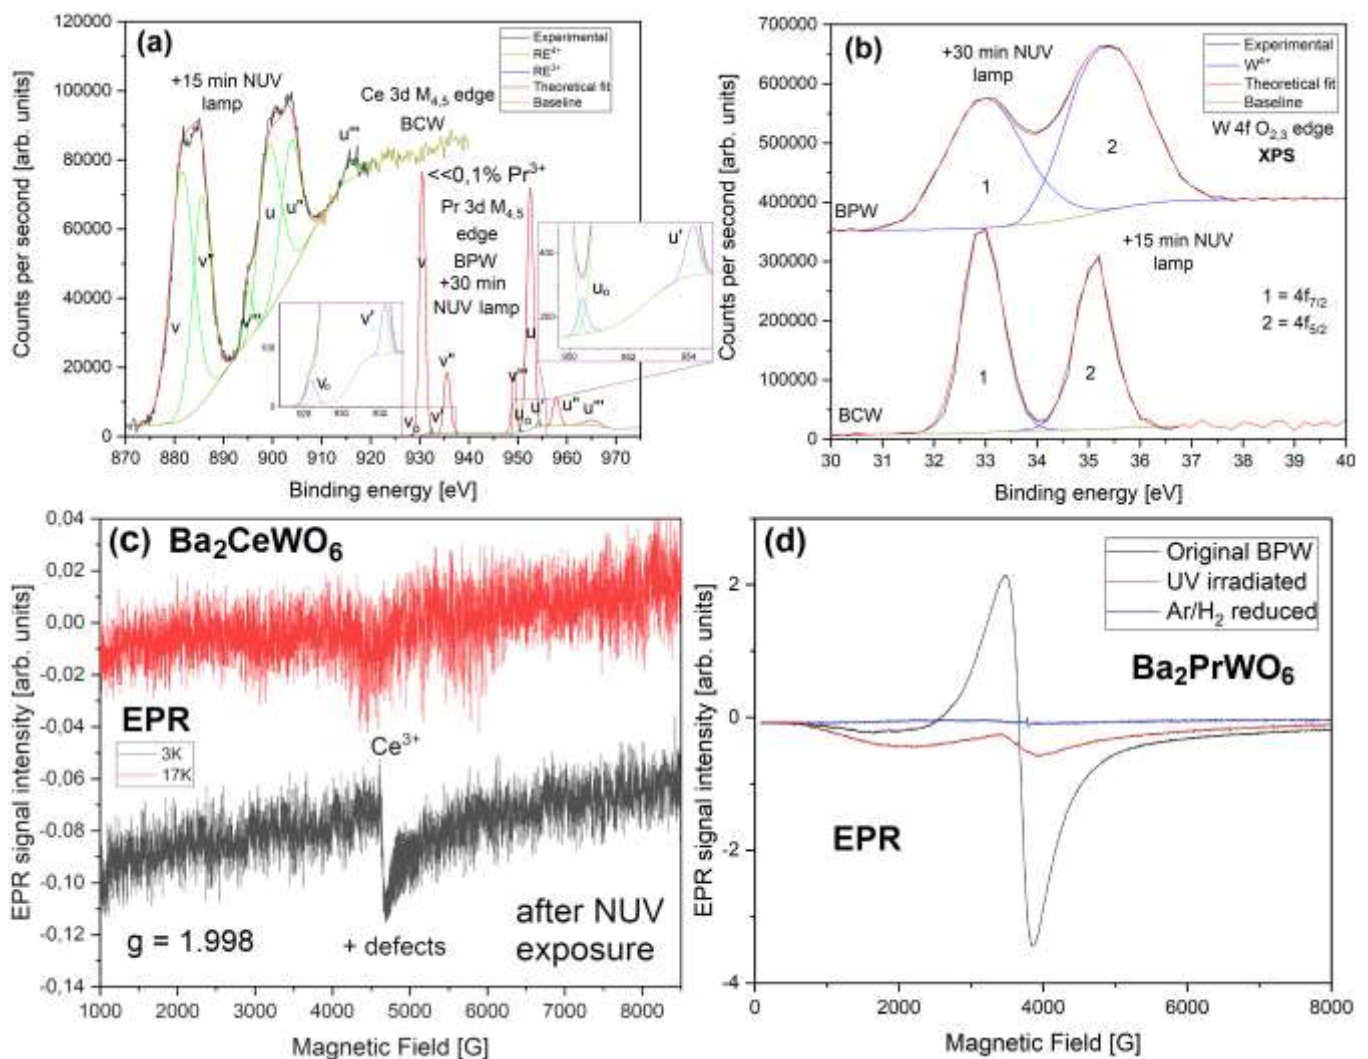 (a)
120000
100000
80000
60000
40000
20000
0
Counts per second [arb. units]
870 880 890 900 910 920 930 940 950 960 970
Binding energy [eV]
Experimental
RE⁴⁺
RE³⁺
Theoretical fit
Baseline
+15 min NUV
lamp
Ce 3d M₄,₅ edge
BCW
u'''
<<0,1% Pr³⁺
Pr 3d M₄,₅
edge
BPW
+30 min
NUV lamp
v
v''
v'''
u
u''
v
v''
v'''
u
v₀
v'
u₀
u'
u''
u'''
v'
v₀
u'
u₀
(b)
700000
600000
500000
400000
300000
200000
100000
0
Counts per second [arb. units]
30 31 32 33 34 35 36 37 38 39 40
Binding energy [eV]
+30 min NUV
lamp
Experimental
W⁶⁺
Theoretical fit
Baseline
W 4f O₂,₃ edge
XPS
1
2
BPW
+15 min NUV
lamp
1 = 4f₇/₂
2 = 4f₅/₂
1
2
BCW
(c) Ba₂CeWO₆
0,04
0,02
0,00
-0,02
-0,04
-0,06
-0,08
-0,10
-0,12
-0,14
EPR signal intensity [arb. units]
EPR
3K
17K
Ce³⁺
+ defects
g = 1.998
after NUV
exposure
1000 2000 3000 4000 5000 6000 7000 8000
Magnetic Field [G]
(d)
2
0
-2
-4
EPR signal intensity [arb. units]
Original BPW
UV irradiated
Ar/H₂ reduced
Ba₂PrWO₆
EPR
0 2000 4000 6000 8000
Magnetic Field [G]